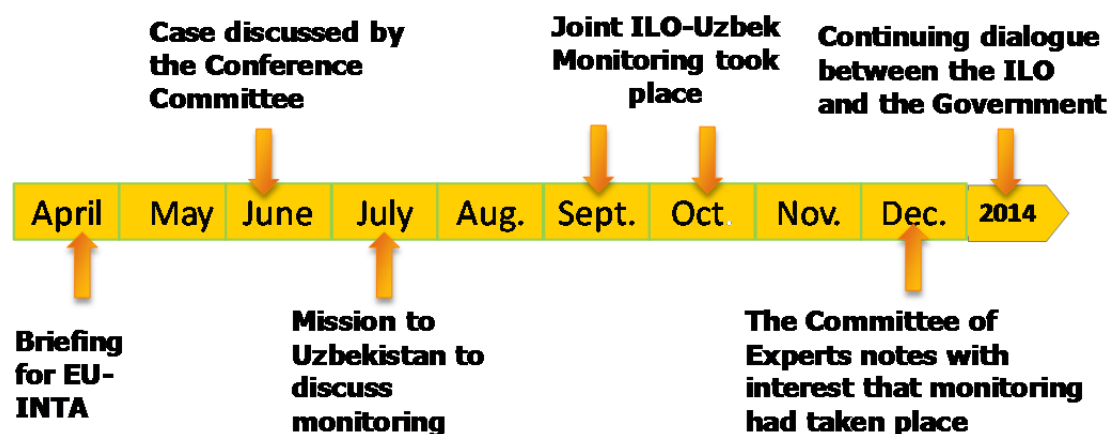 Case discussed by
the Conference
Committee
Joint ILO-Uzbek
Monitoring took
place
Continuing dialogue
between the ILO
and the Government
April May June July Aug. Sept. Oct. Nov. Dec. 2014
Briefing
for EU-
INTA
Mission to
Uzbekistan to
discuss
monitoring
The Committee of
Experts notes with
interest that monitoring
had taken place